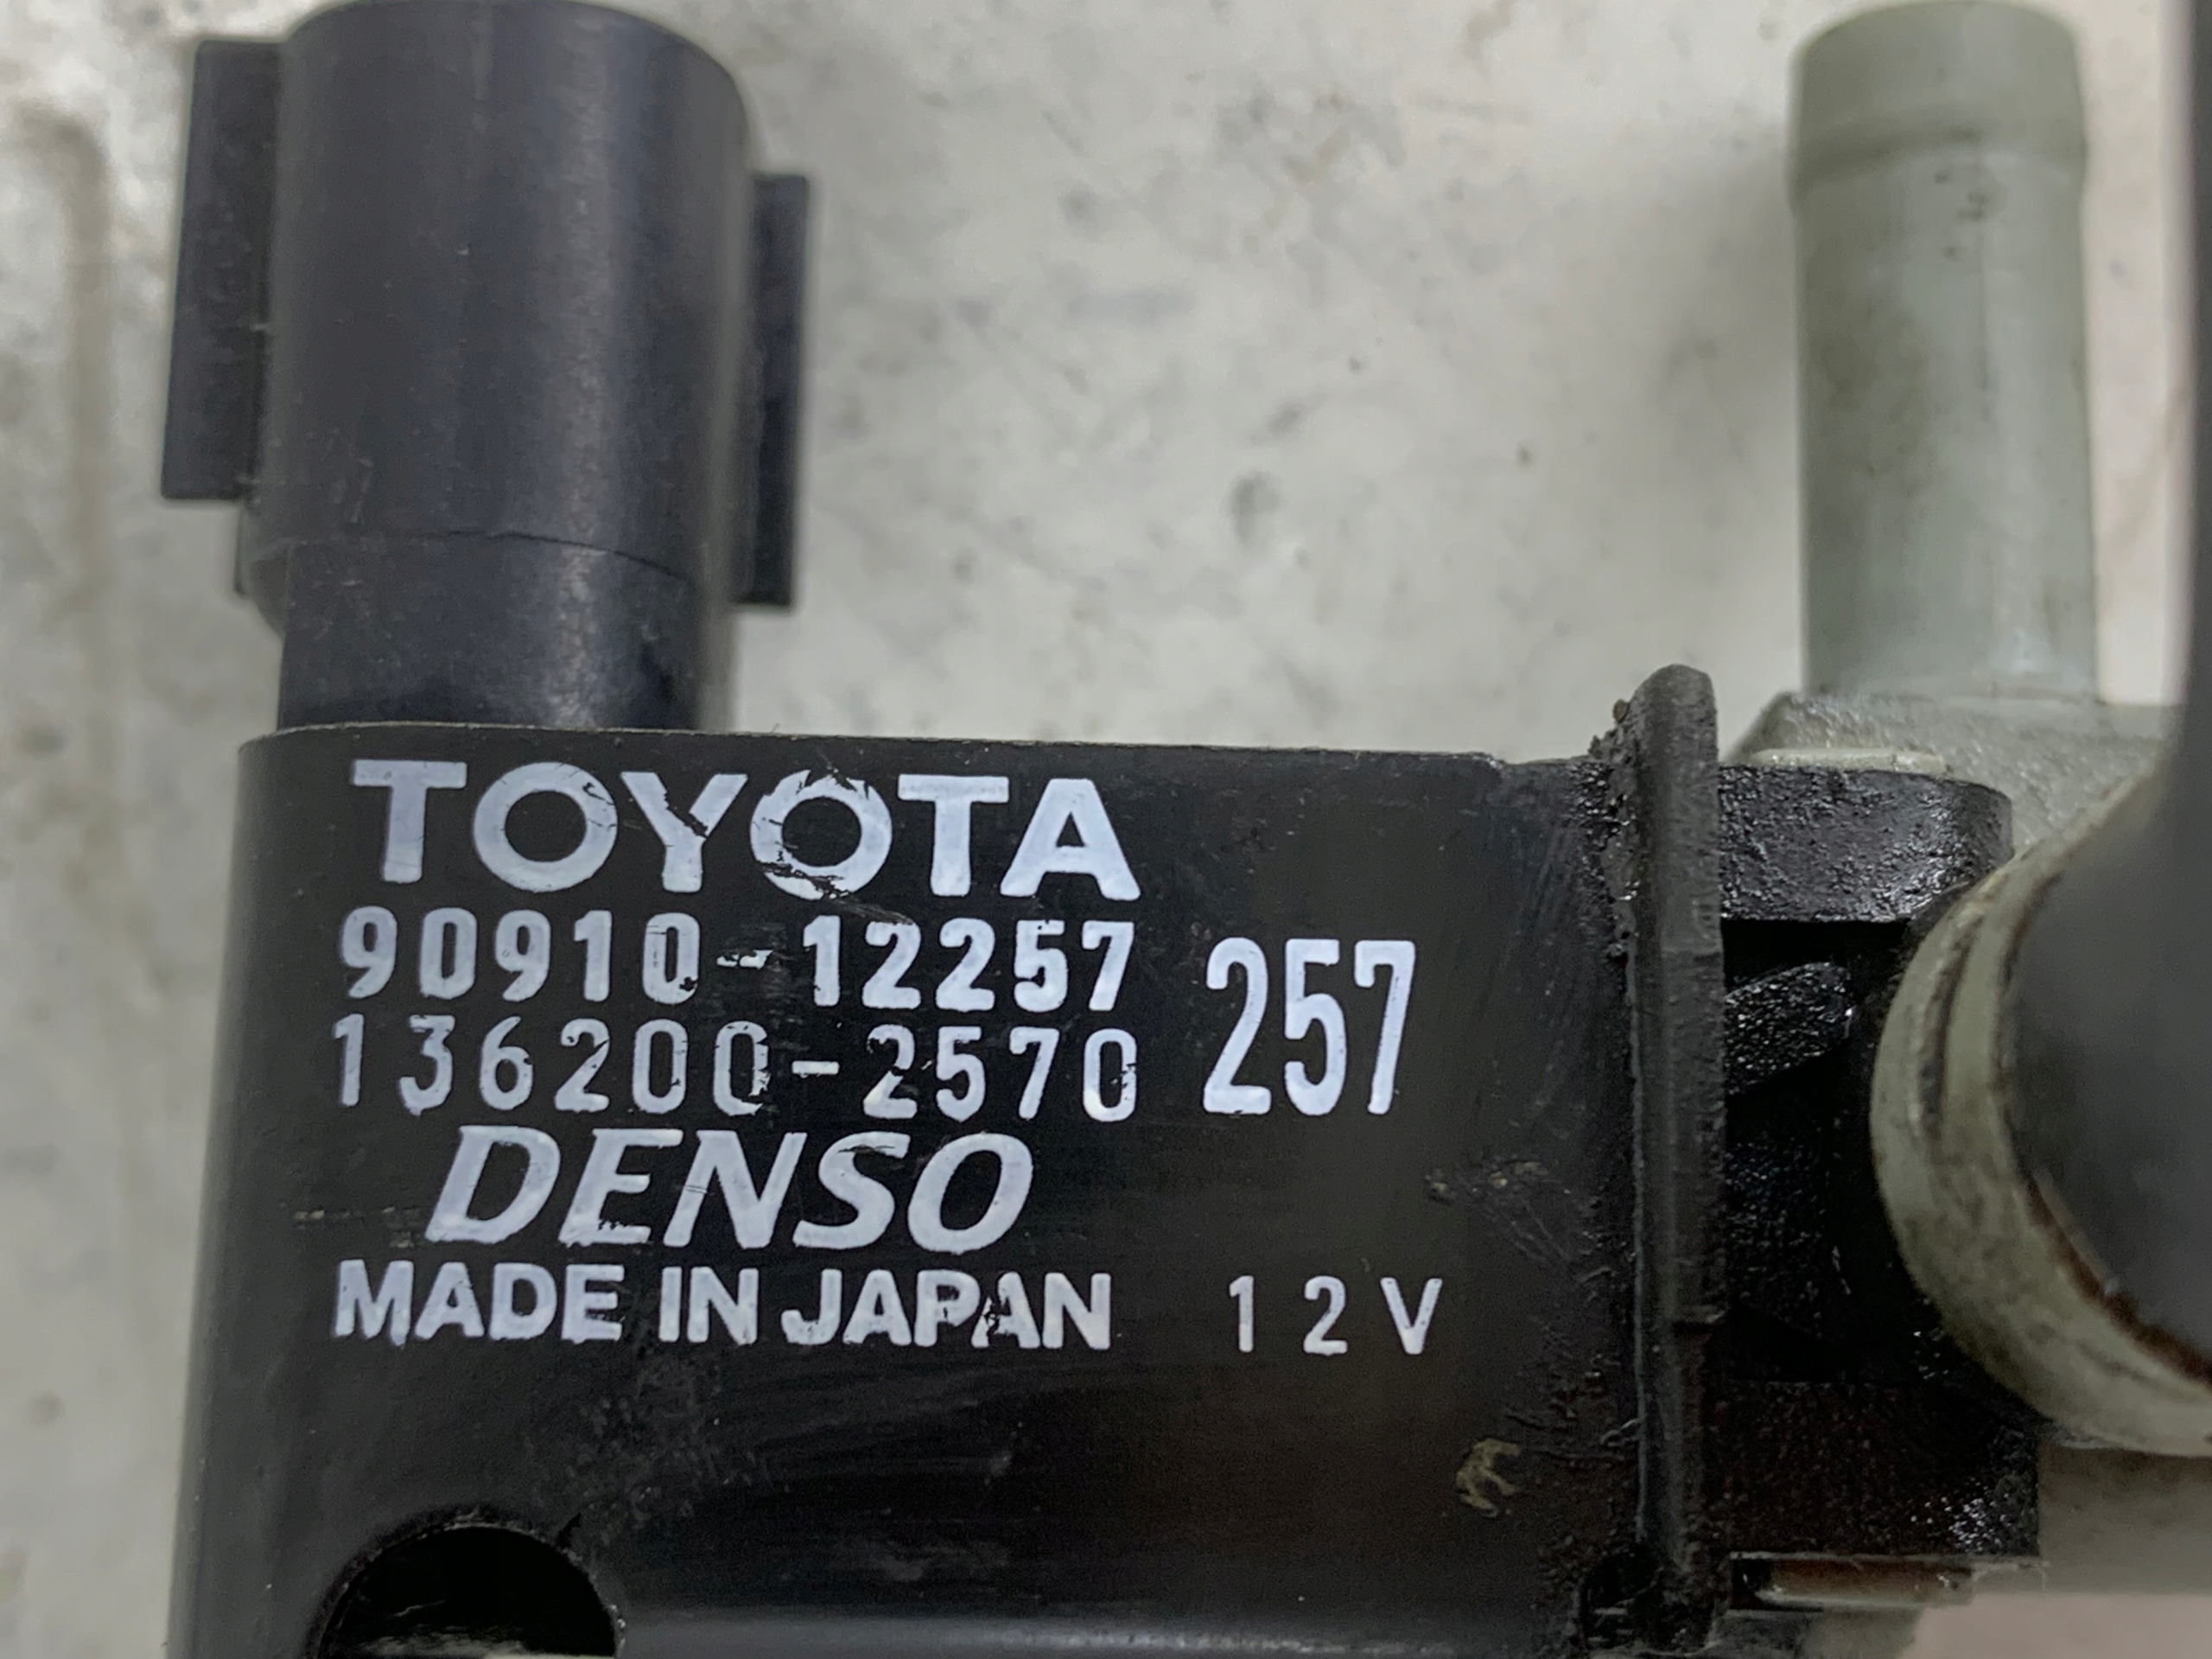 TOYOTA
90910-12257
136200-2570 257
DENSO
MADE IN JAPAN 12V